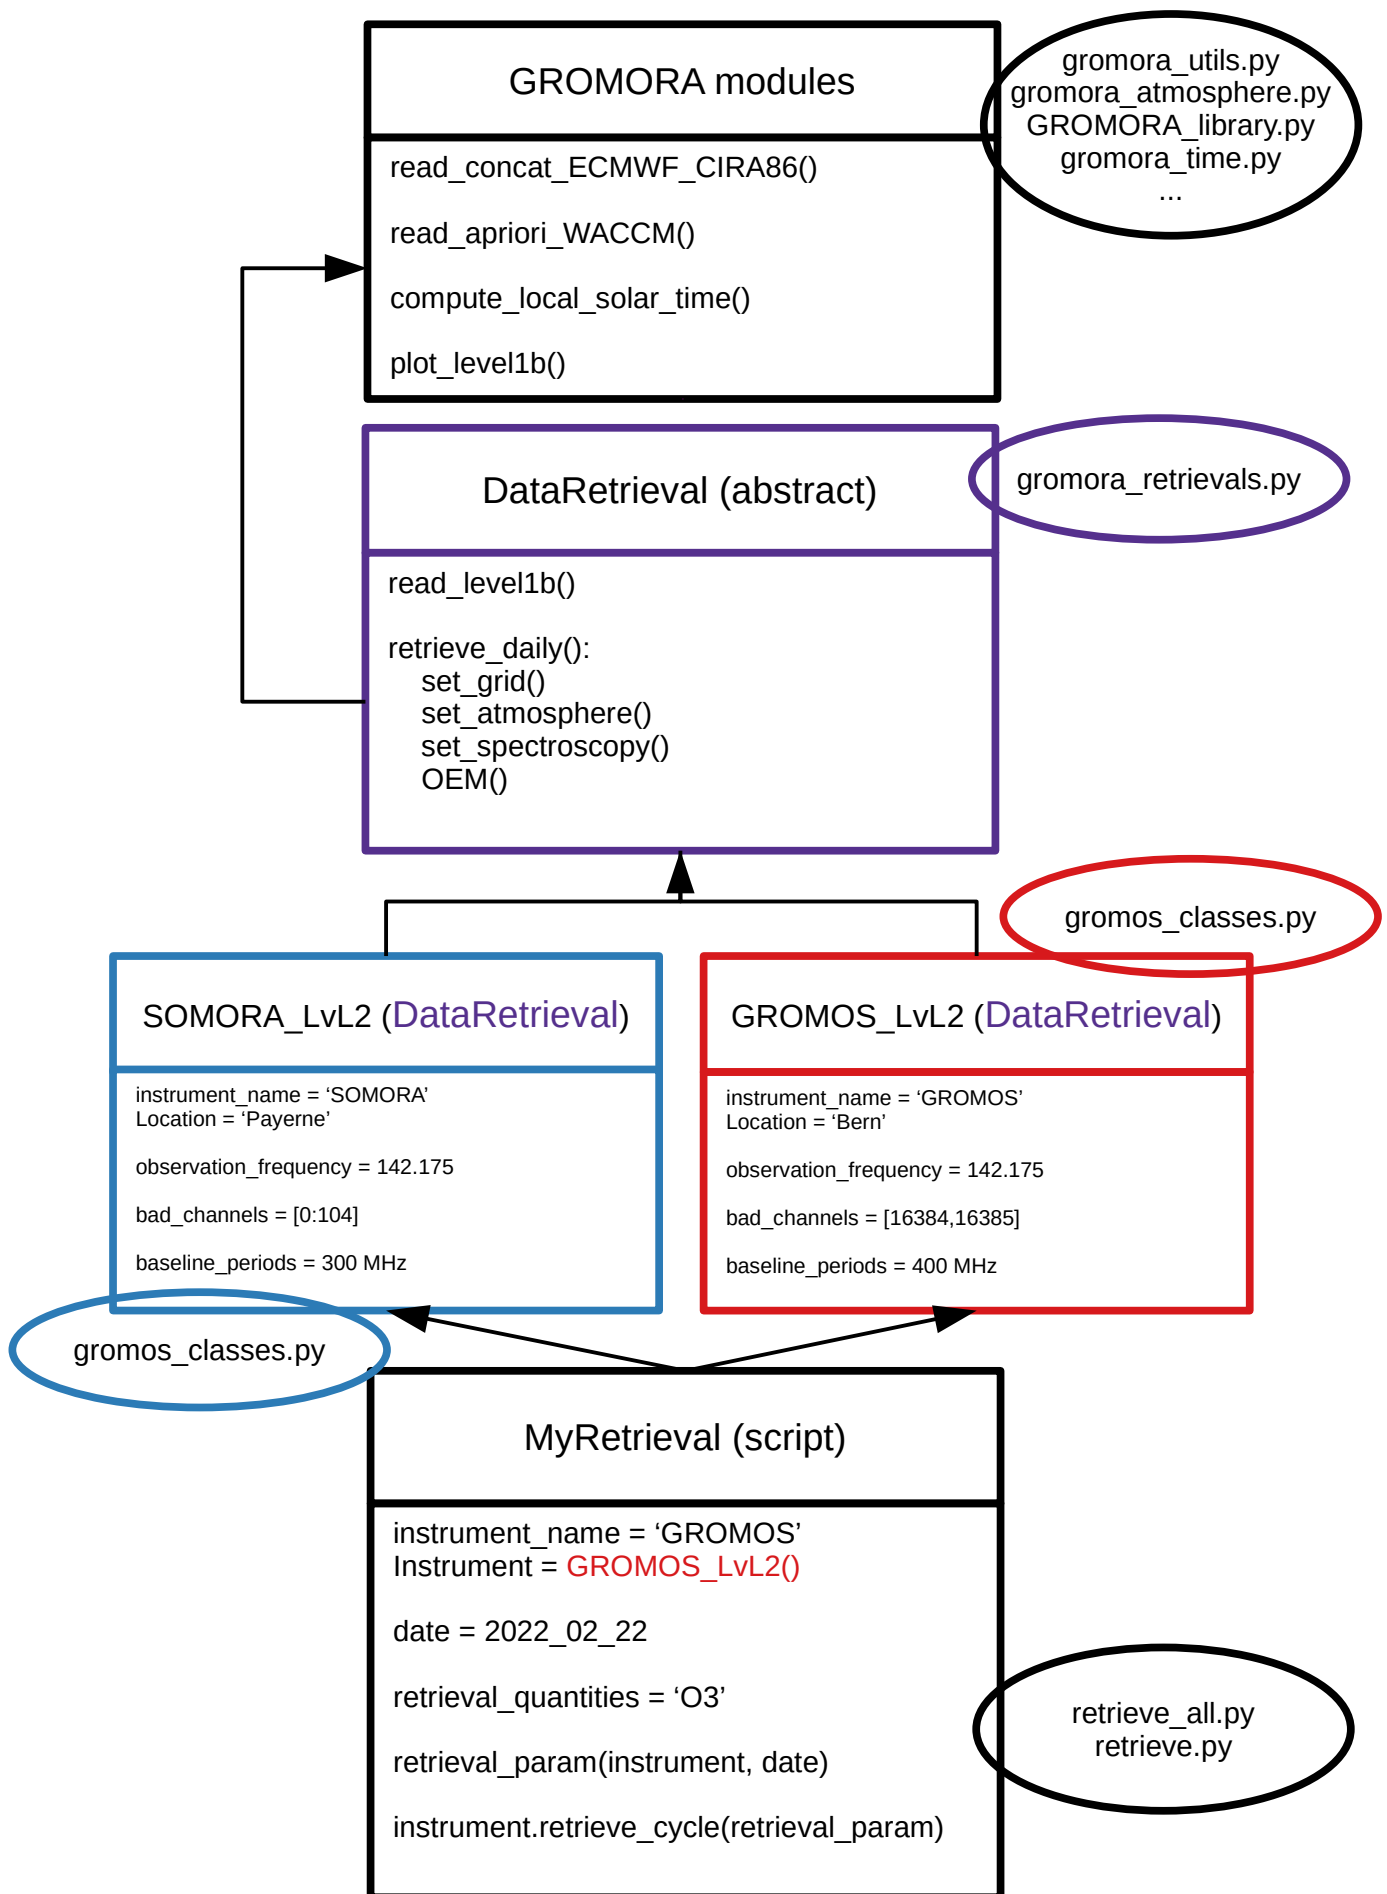 GROMORA modules
gromora_utils.py
gromora_atmosphere.py
GROMORA_library.py
gromora_time.py
...
read_concat_ECMWF_CIRA86()
read_apriori_WACCM()
compute_local_solar_time()
plot_level1b()
DataRetrieval (abstract)
gromora_retrievals.py
read_level1b()
retrieve_daily():
set_grid()
set_atmosphere()
set_spectroscopy()
OEM()
gromos_classes.py
SOMORA_LvL2 (DataRetrieval)
instrument_name = ‘SOMORA’
Location = ‘Payerne’
observation_frequency = 142.175
bad_channels = [0:104]
baseline_periods = 300 MHz
gromos_classes.py
GROMOS_LvL2 (DataRetrieval)
instrument_name = ‘GROMOS’
Location = ‘Bern’
observation_frequency = 142.175
bad_channels = [16384,16385]
baseline_periods = 400 MHz
MyRetrieval (script)
instrument_name = ‘GROMOS’
Instrument = GROMOS_LvL2()
date = 2022_02_22
retrieval_quantities = ‘O3’
retrieval_param(instrument, date)
instrument.retrieve_cycle(retrieval_param)
retrieve_all.py
retrieve.py